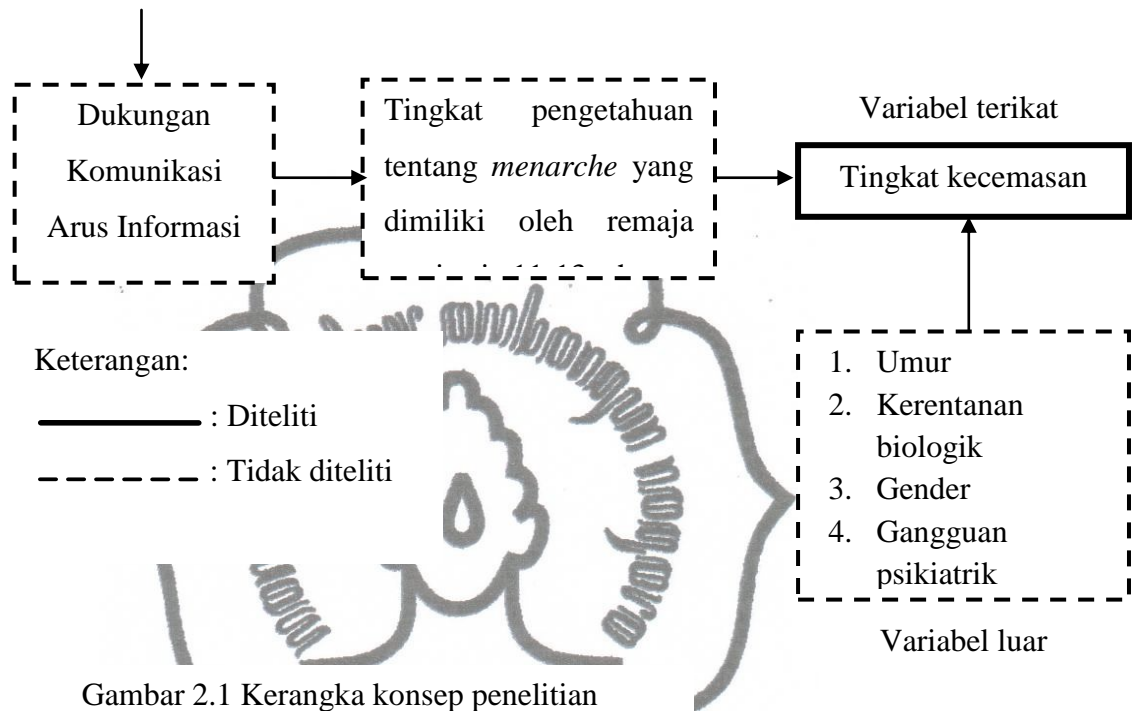 Dukungan
Komunikasi
Arus Informasi
Tingkat pengetahuan
tentang menarche yang
dimiliki oleh remaja
Variabel terikat
Tingkat kecemasan
Keterangan:
: Diteliti
: Tidak diteliti
1. Umur
2. Kerentanan
biologik
3. Gender
4. Gangguan
psikiatrik
Variabel luar
Gambar 2.1 Kerangka konsep penelitian